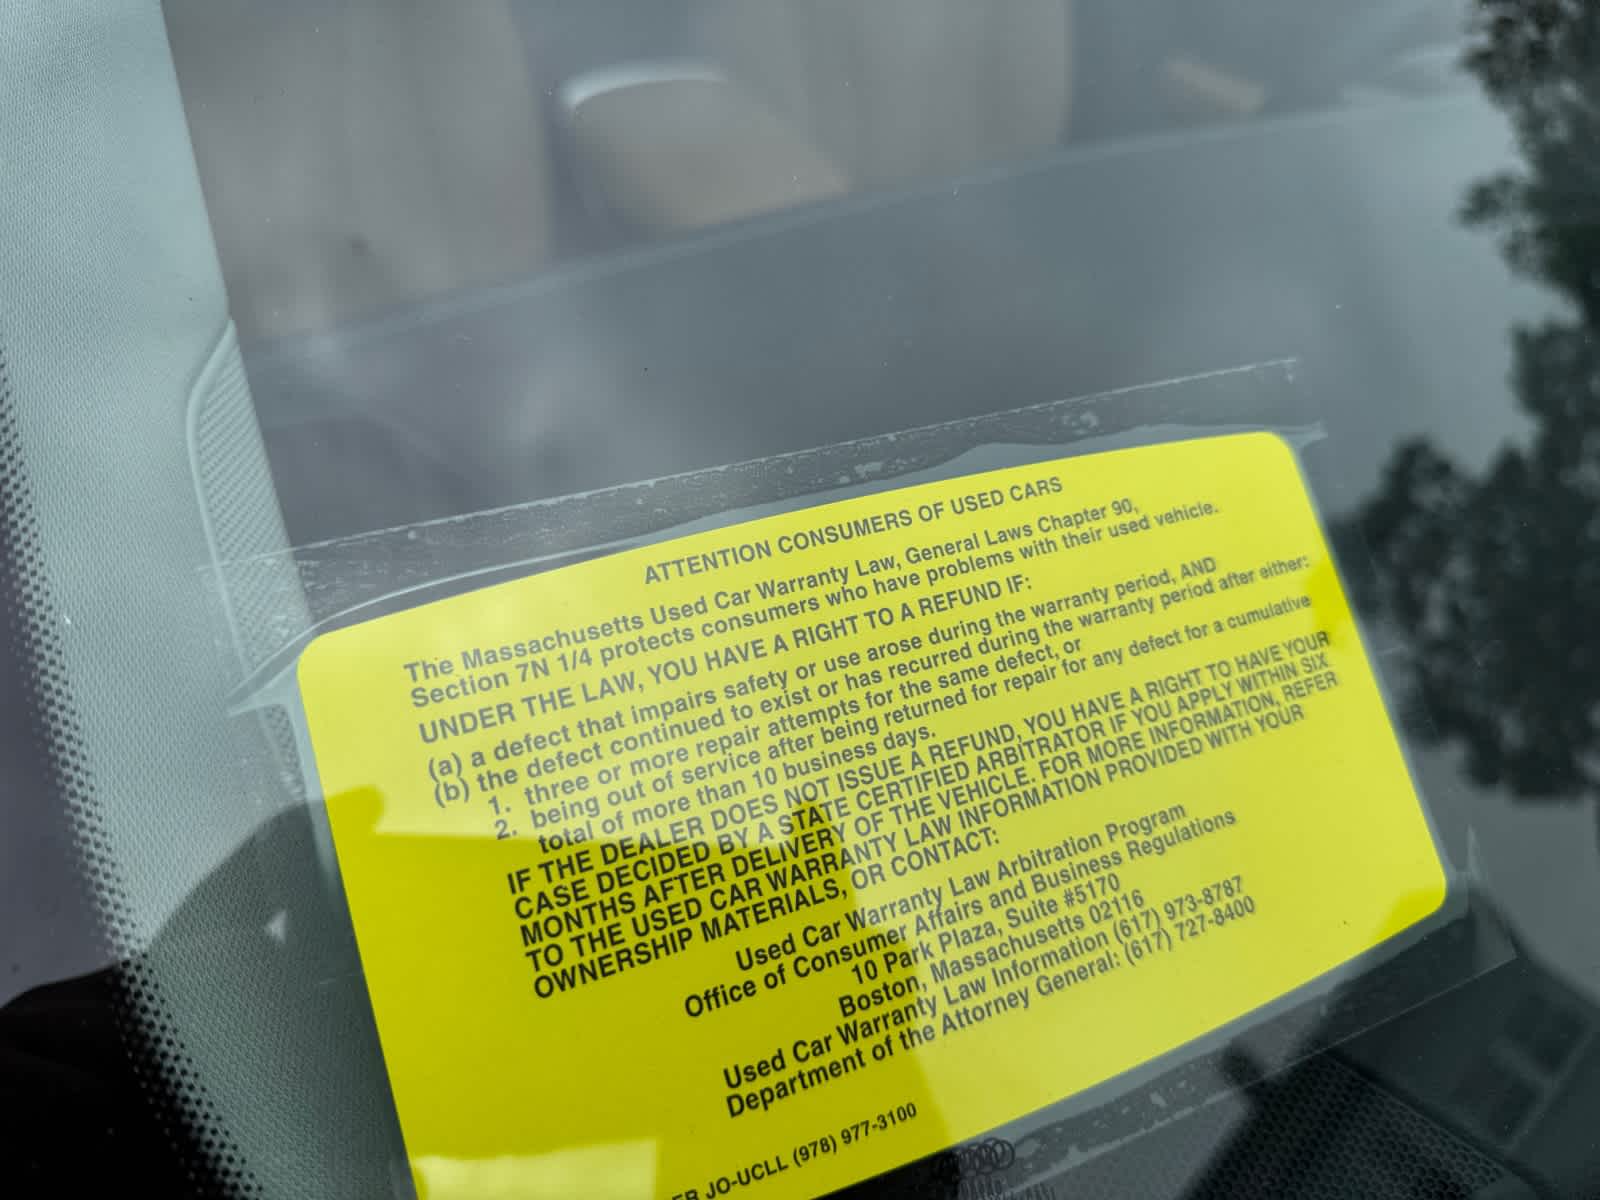 ATTENTION CONSUMERS OF USED CARS
The Massachusetts Used Car Warranty Law, General Laws Chapter 90,
Section 7N 1/4 protects consumers who have problems with their used vehicle.
UNDER THE LAW, YOU HAVE A RIGHT TO A REFUND IF:
(a) a defect that impairs safety or use arose during the warranty period, AND
(b) the defect continued to exist or has recurred during the warranty period after either:
1. three or more repair attempts for the same defect, or
2. being out of service after being returned for repair for any defect for a cumulative
total of more than 10 business days.
IF THE DEALER DOES NOT ISSUE A REFUND, YOU HAVE A RIGHT TO HAVE YOUR
CASE DECIDED BY A STATE CERTIFIED ARBITRATOR IF YOU APPLY WITHIN SIX
MONTHS AFTER DELIVERY OF THE VEHICLE. FOR MORE INFORMATION, REFER
TO THE USED CAR WARRANTY LAW INFORMATION PROVIDED WITH YOUR
OWNERSHIP MATERIALS, OR CONTACT:
Used Car Warranty Law Arbitration Program
Office of Consumer Affairs and Business Regulations
10 Park Plaza, Suite #5170
Boston, Massachusetts 02116
Used Car Warranty Law Information (617) 973-8787
Department of the Attorney General: (617) 727-8400
JO-UCLL (978) 977-3100